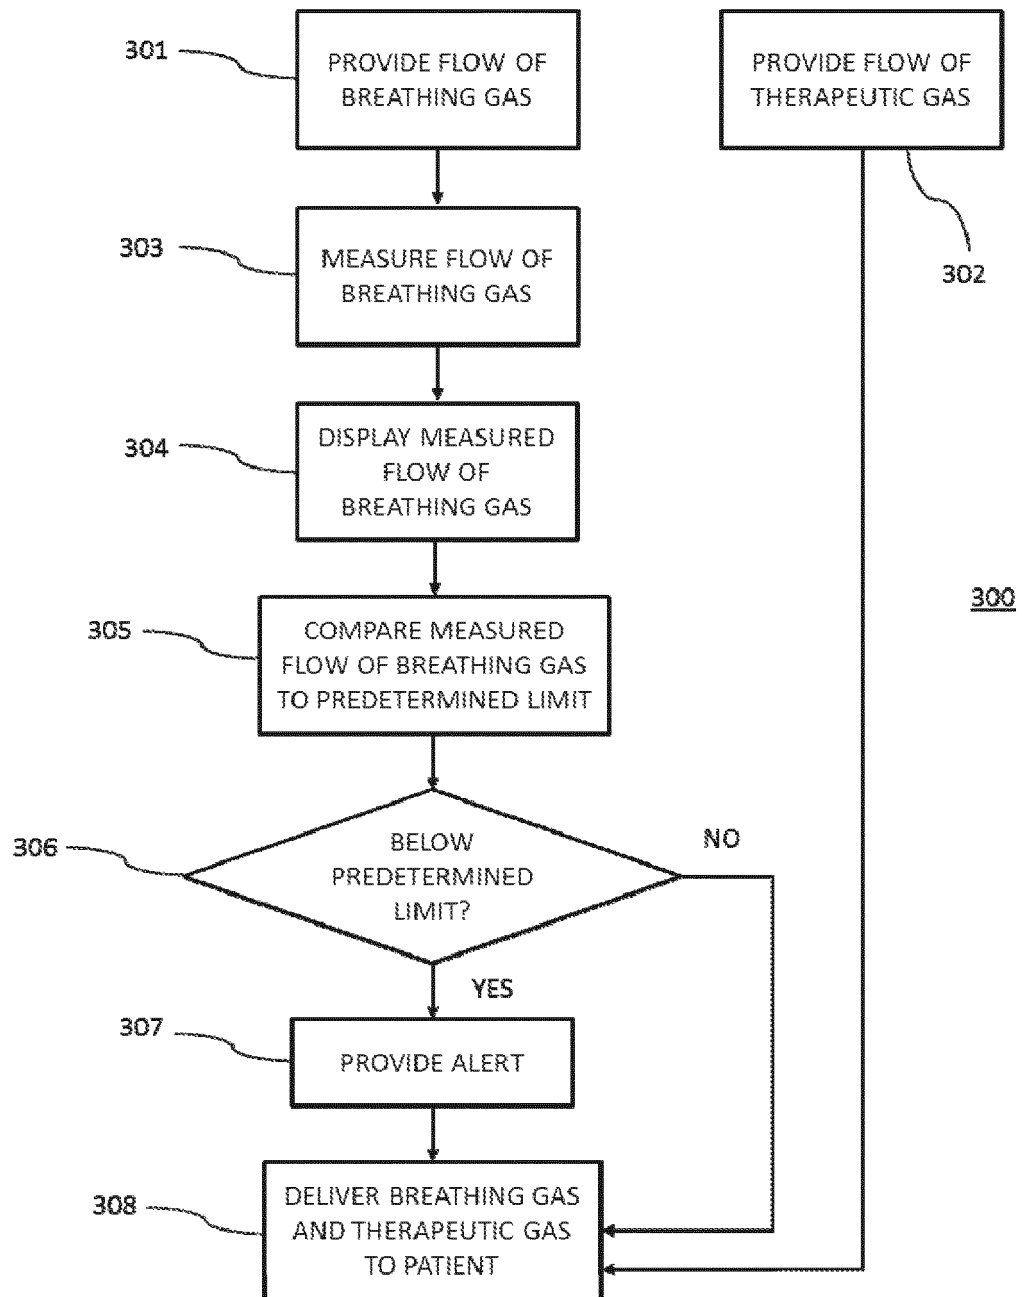 301
PROVIDE FLOW OF
BREATHING GAS
PROVIDE FLOW OF
THERAPEUTIC GAS
302
303
MEASURE FLOW OF
BREATHING GAS
304
DISPLAY MEASURED
FLOW OF
BREATHING GAS
300
305
COMPARE MEASURED
FLOW OF BREATHING GAS
TO PREDETERMINED LIMIT
306
BELOW
PREDETERMINED
LIMIT?
NO
YES
307
PROVIDE ALERT
308
DELIVER BREATHING GAS
AND THERAPEUTIC GAS
TO PATIENT